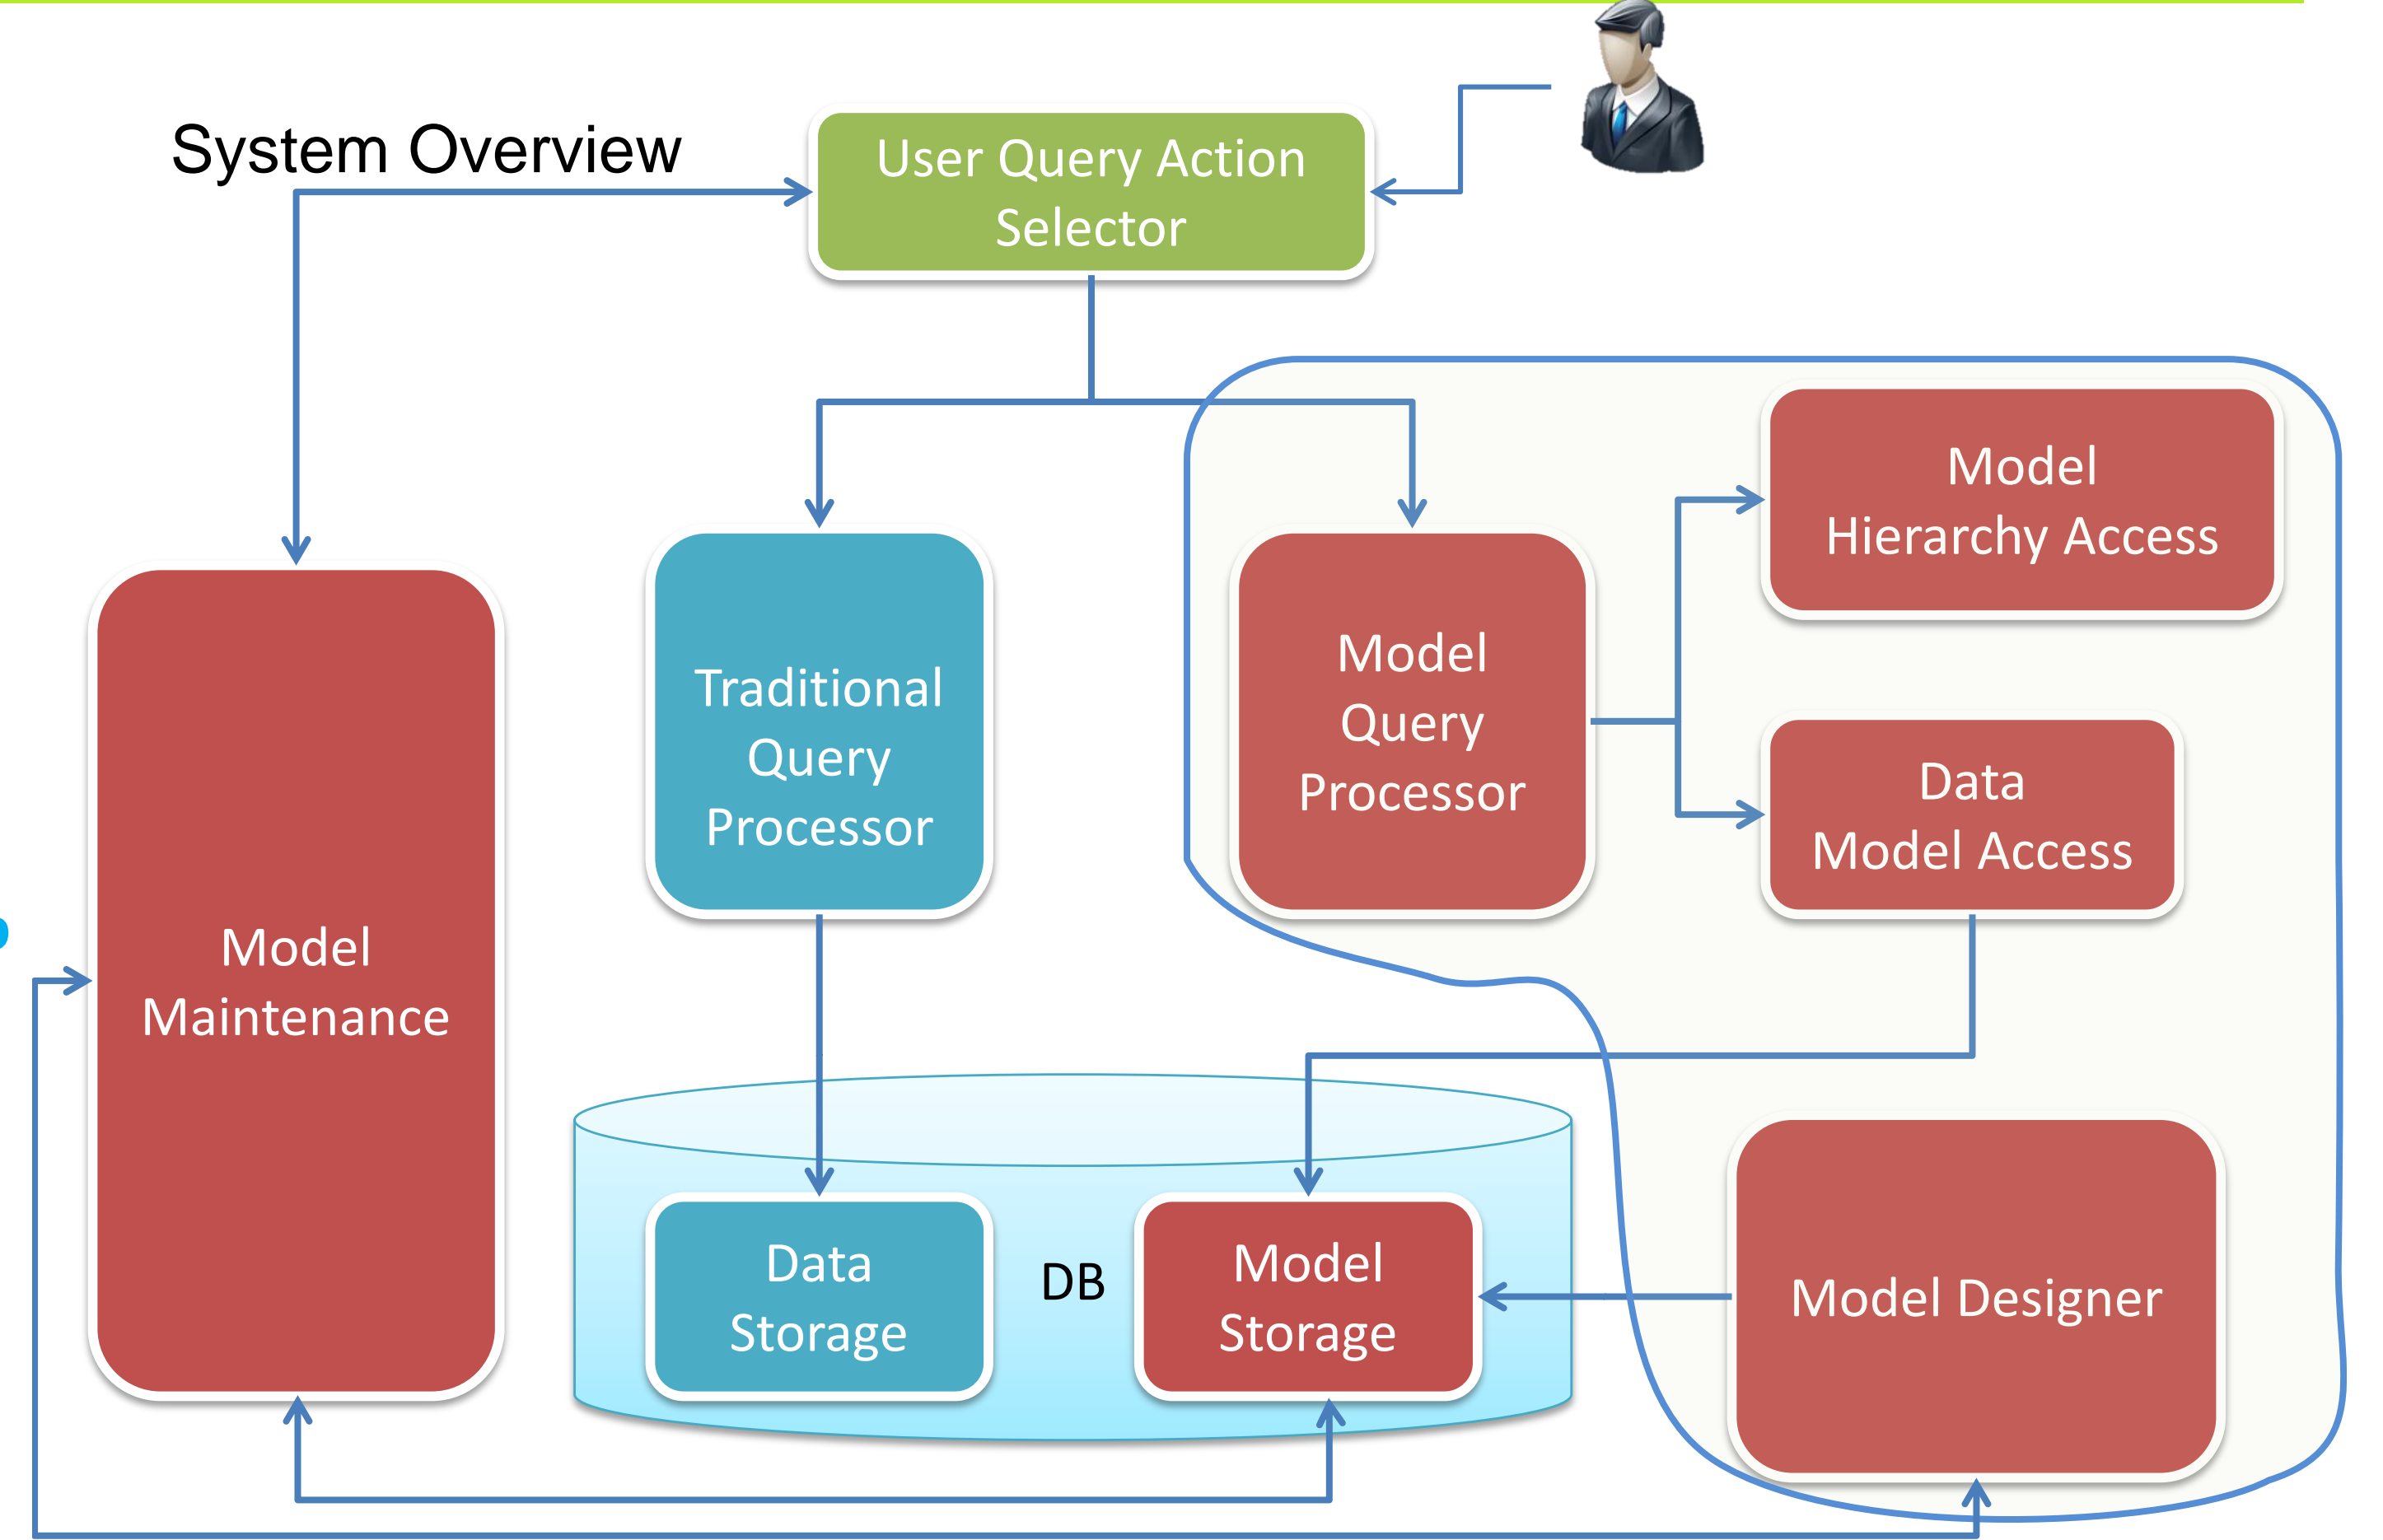 System Overview
User Query Action
Selector
Model
Hierarchy Access
Traditional
Query
Processor
Model
Query
Processor
Data
Model Access
Model
Maintenance
Data
Storage
DB
Model
Storage
Model Designer